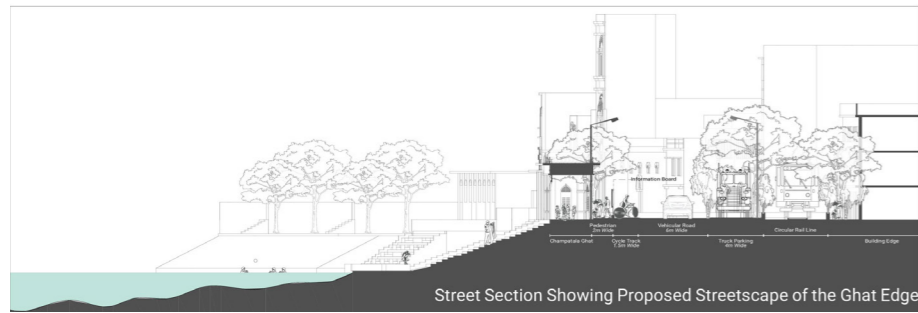 Information Board
Pedestrian
2m Wide
Vehicular Road
6m Wide
Champatala Ghat
Cycle Track
1.5m Wide
Truck Parking
4m Wide
Circular Rail Line
Building Edge
Street Section Showing Proposed Streetscape of the Ghat Edge